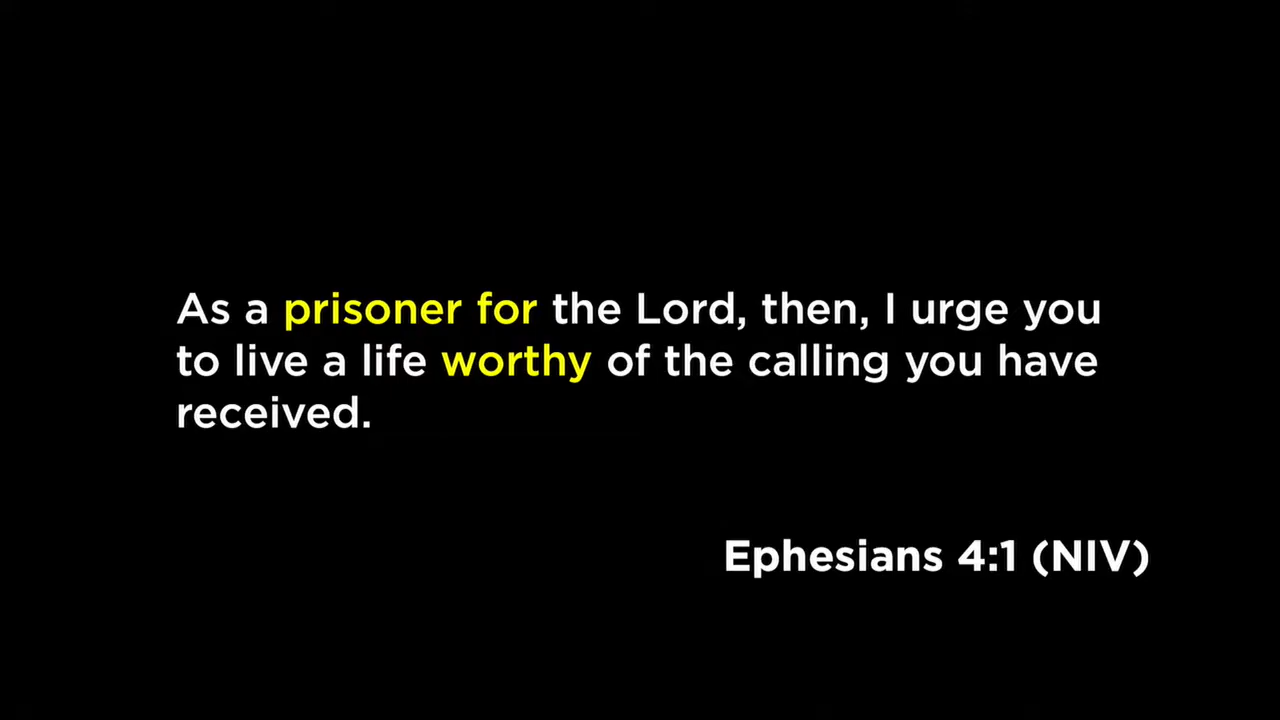 As a prisoner for the Lord, then, I urge you
to live a life worthy of the calling you have
received.
Ephesians 4:1 (NIV)